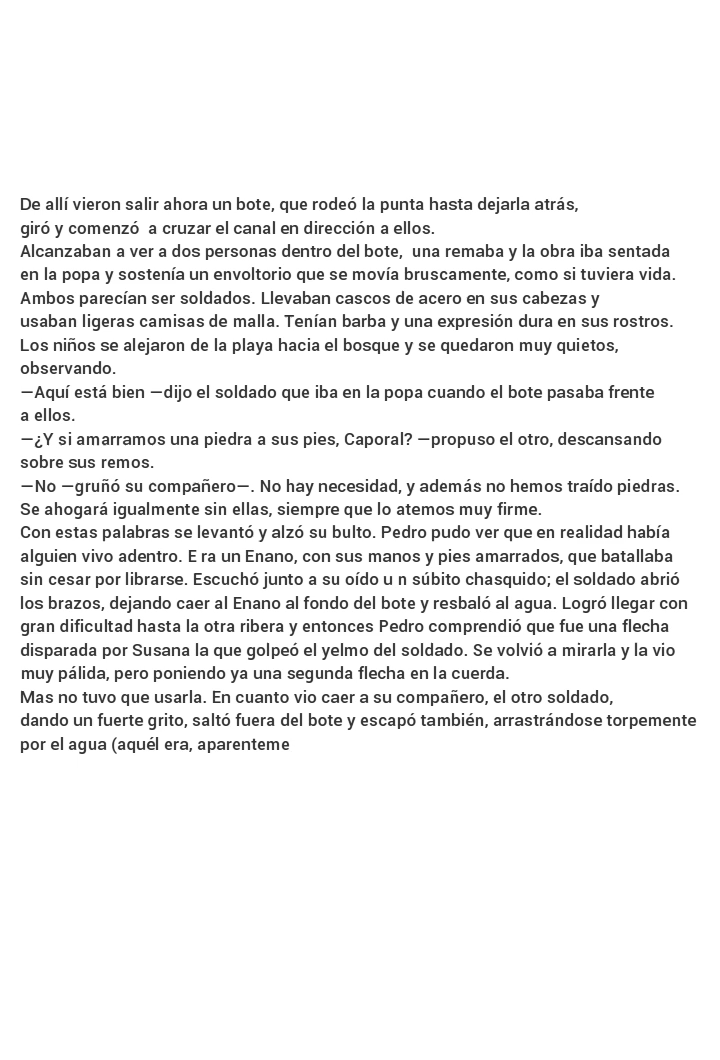 De allí vieron salir ahora un bote, que rodeó la punta hasta dejarla atrás,
giró y comenzó  a cruzar el canal en dirección a ellos.
Alcanzaban a ver a dos personas dentro del bote,  una remaba y la obra iba sentada
en la popa y sostenía un envoltorio que se movía bruscamente, como si tuviera vida.
Ambos parecían ser soldados. Llevaban cascos de acero en sus cabezas y
usaban ligeras camisas de malla. Tenían barba y una expresión dura en sus rostros.
Los niños se alejaron de la playa hacia el bosque y se quedaron muy quietos,
observando.
—Aquí está bien —dijo el soldado que iba en la popa cuando el bote pasaba frente
a ellos.
—¿Y si amarramos una piedra a sus pies, Caporal? —propuso el otro, descansando
sobre sus remos.
—No —gruñó su compañero—. No hay necesidad, y además no hemos traído piedras.
Se ahogará igualmente sin ellas, siempre que lo atemos muy firme.
Con estas palabras se levantó y alzó su bulto. Pedro pudo ver que en realidad había
alguien vivo adentro. E ra un Enano, con sus manos y pies amarrados, que batallaba
sin cesar por librarse. Escuchó junto a su oído u n súbito chasquido; el soldado abrió
los brazos, dejando caer al Enano al fondo del bote y resbaló al agua. Logró llegar con
gran dificultad hasta la otra ribera y entonces Pedro comprendió que fue una flecha
disparada por Susana la que golpeó el yelmo del soldado. Se volvió a mirarla y la vio
muy pálida, pero poniendo ya una segunda flecha en la cuerda.
Mas no tuvo que usarla. En cuanto vio caer a su compañero, el otro soldado,
dando un fuerte grito, saltó fuera del bote y escapó también, arrastrándose torpemente
por el agua (aquél era, aparenteme